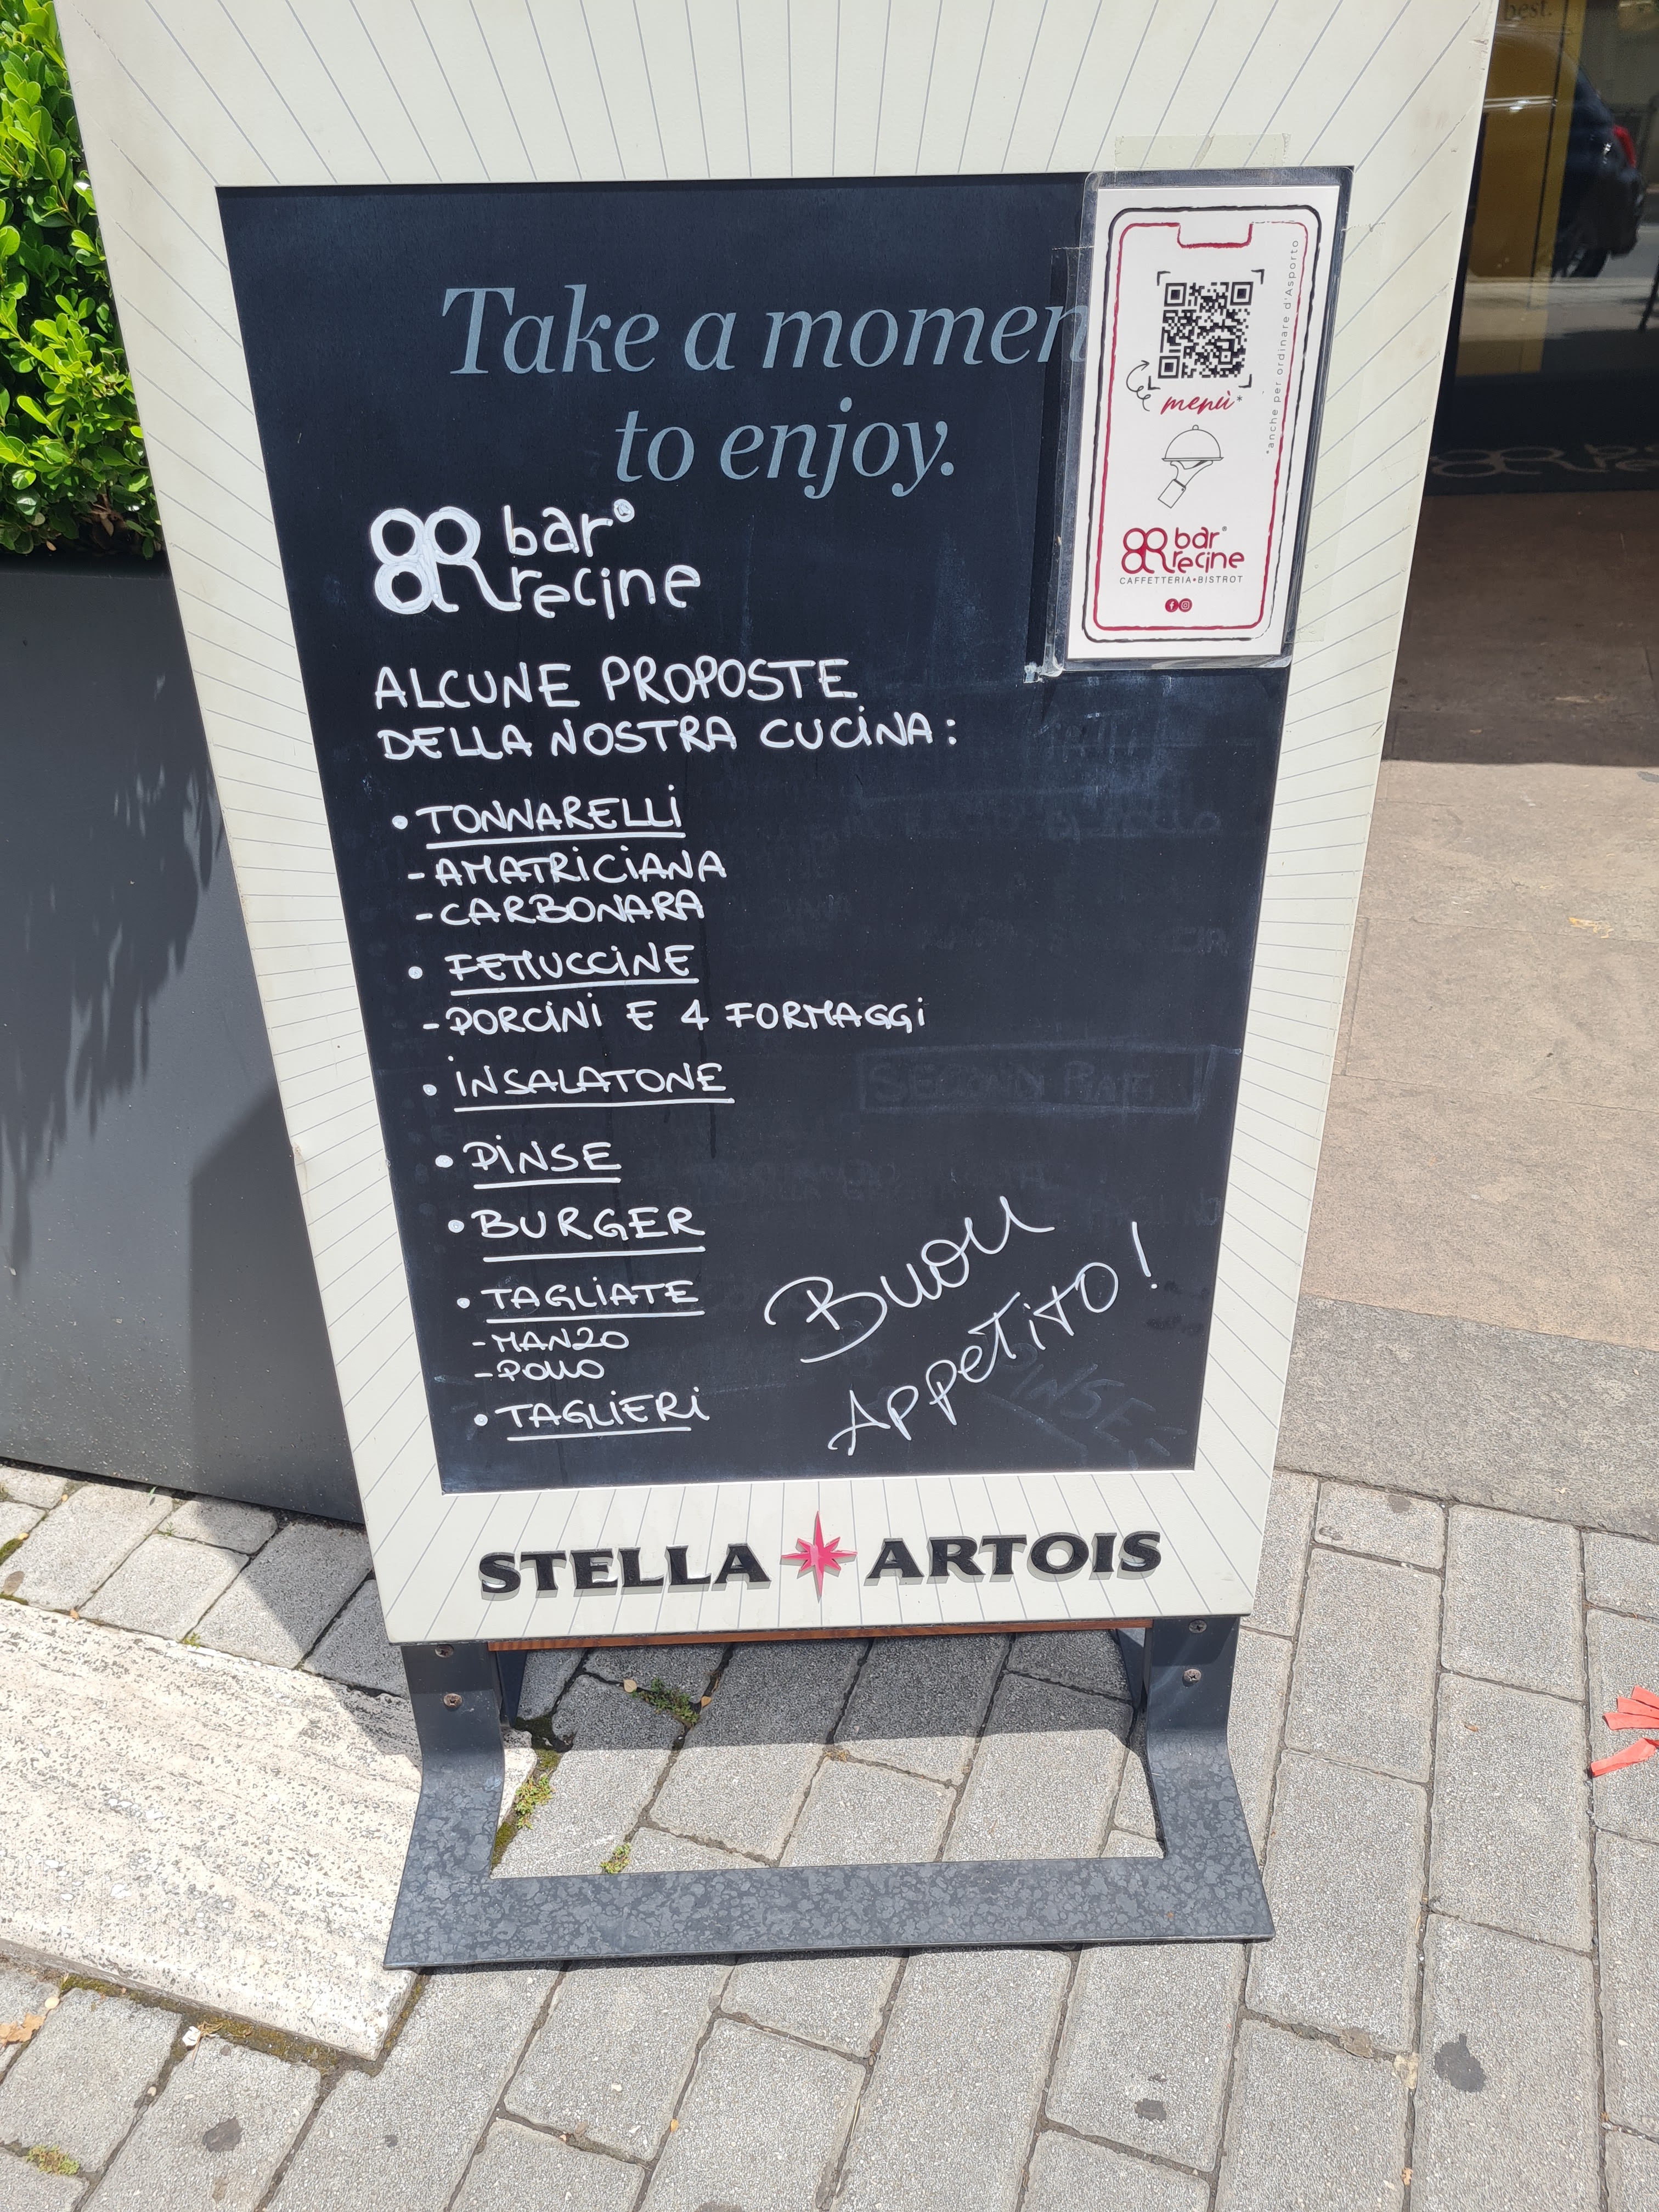 best.
Take a momen
to enjoy.
menù*
*anche per ordinare d'Asporto
bar®
recine
CAFFETTERIA•BISTROT
bar®
recine
ALCUNE PROPOSTE
DELLA NOSTRA CUCINA:
• TONNARELLI
- AMATRICIANA
- CARBONARA
• FETTUCCINE
- PORCINI E 4 FORMAGGI
• INSALATONE
• PINSE
• BURGER
• TAGLIATE
- MANZO
- POLLO
• TAGLIERI
Buon
Appetito!
STELLA ARTOIS